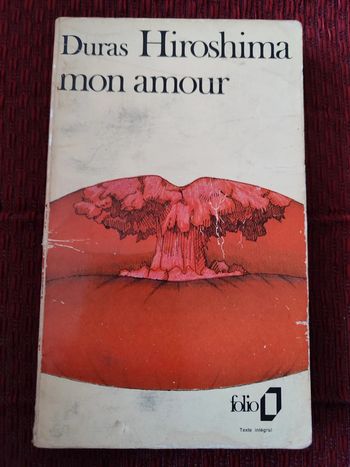 Duras Hiroshima
mon amour
folio
Texte intégral